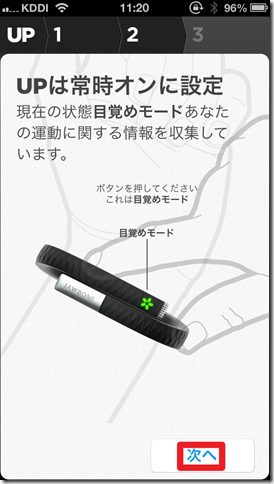 KDDI 11:20 96%
UP 1 2 3
UPは常時オンに設定
現在の状態目覚めモードあなた
の運動に関する情報を収集して
います。
ボタンを押してください
これは目覚めモード
目覚めモード
JAWBONE
次へ